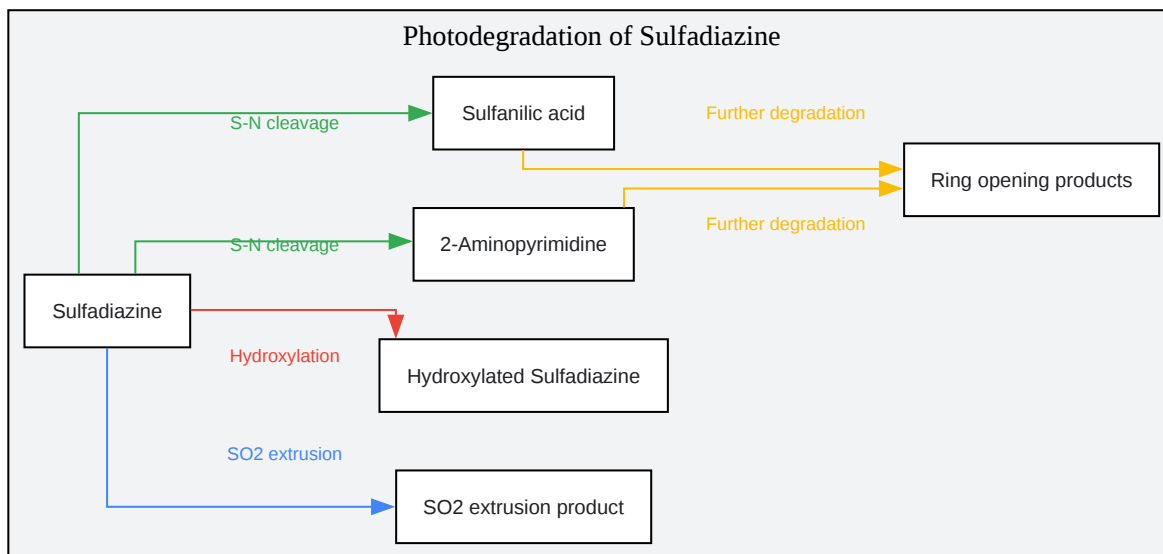 Photodegradation of Sulfadiazine
Sulfanilic acid
Further degradation
S-N cleavage
Ring opening products
2-Aminopyrimidine
Further degradation
S-N cleavage
Sulfadiazine
Hydroxylation
Hydroxylated Sulfadiazine
SO2 extrusion
SO2 extrusion product